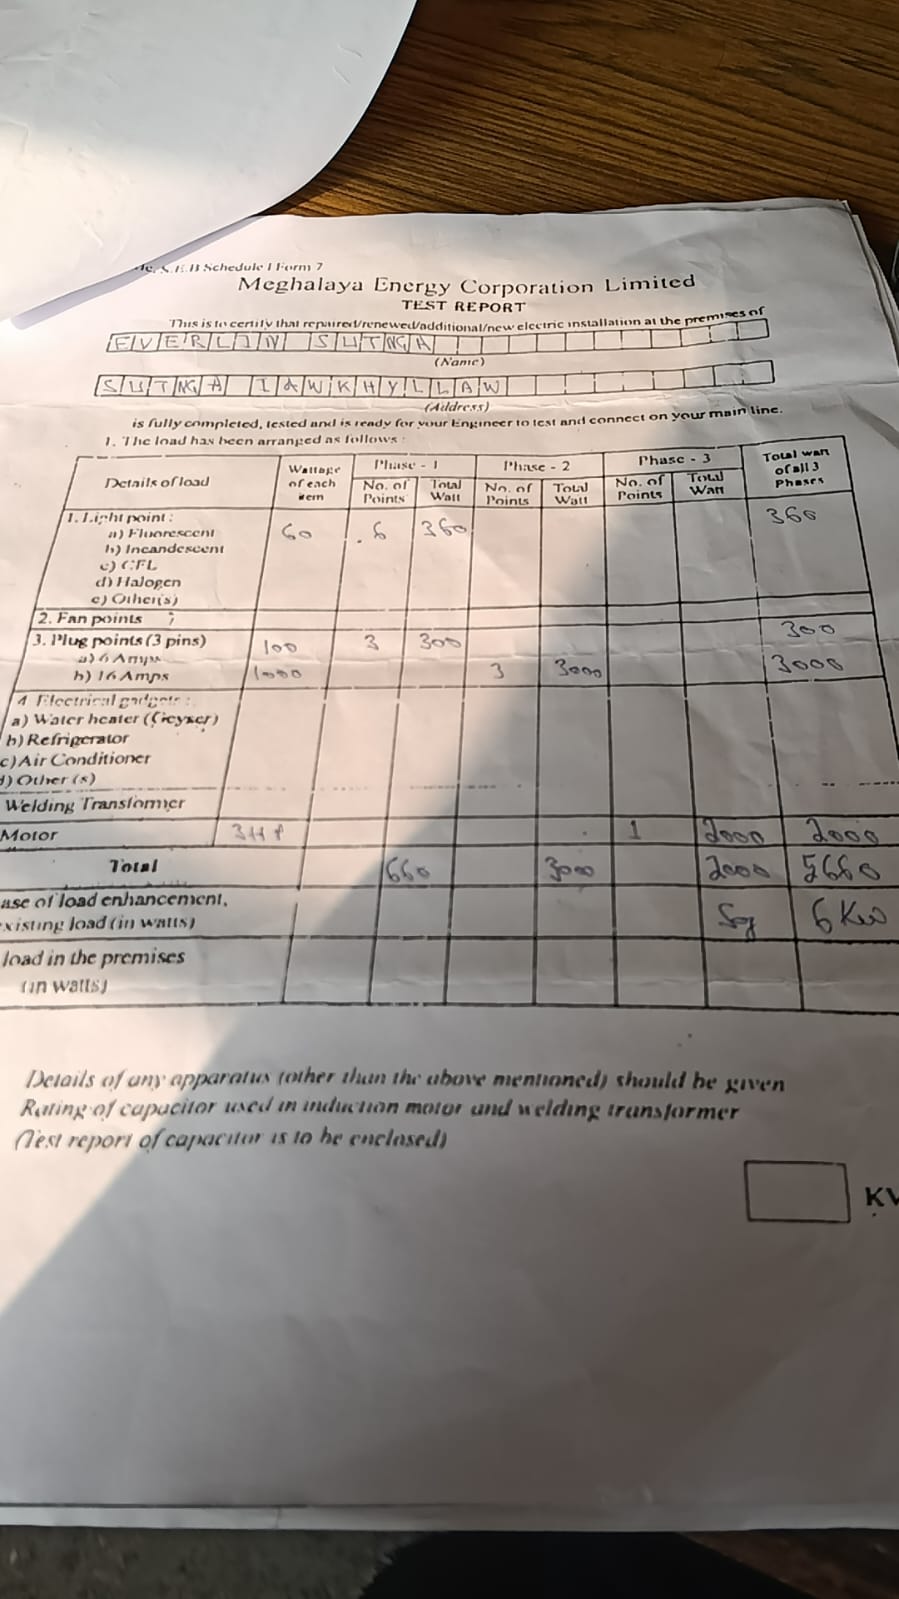 S.E.B Schedule I Form 7
Meghalaya Energy Corporation Limited
TEST REPORT
This is to certify that repaired/renewed/additional/new electric installation at the premises of
EVERLIN SUTNGA
(Name)
SUTNGA IAWKHYLLAW
(Address)
is fully completed, tested and is ready for your Engineer to test and connect on your main line.
1. The load has been arranged as follows :
Details of load Wattage of each item Phase - 1 Phase - 2 Phase - 3 Total watt of all 3 Phases
No. of Points Total Watt No. of Points Total Watt No. of Points Total Watt
1. Light point :
a) Fluorescent 60 6 360 360
b) Incandescent
c) CFL
d) Halogen
e) Other(s)
2. Fan points
3. Plug points (3 pins) 100 3 300 300
a) 6 Amps
b) 16 Amps 1000 3 3000 3000
4 Electrical gadgets :
a) Water heater (Geyser)
b) Refrigerator
c) Air Conditioner
d) Other (s)
Welding Transformer
Motor 3HP 1 2000 2000
Total 660 3000 2000 5660
ase of load enhancement,
existing load (in watts) 6 Kw
load in the premises
(in watts)
Details of any apparatus (other than the above mentioned) should be given
Rating of capacitor used in induction motor and welding transformer
(Test report of capacitor is to be enclosed)
KV